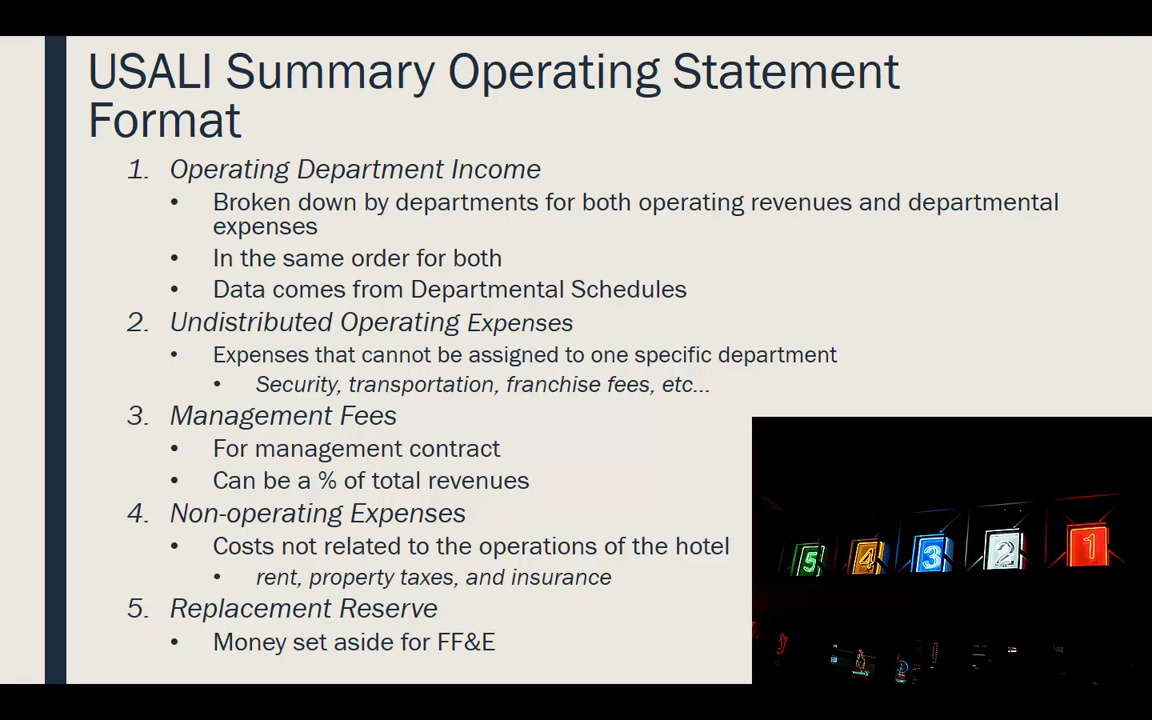 USALI Summary Operating Statement
Format
1. Operating Department Income
• Broken down by departments for both operating revenues and departmental
expenses
• In the same order for both
• Data comes from Departmental Schedules
2. Undistributed Operating Expenses
• Expenses that cannot be assigned to one specific department
• Security, transportation, franchise fees, etc...
3. Management Fees
• For management contract
• Can be a % of total revenues
4. Non-operating Expenses
• Costs not related to the operations of the hotel
• rent, property taxes, and insurance
5. Replacement Reserve
• Money set aside for FF&E
5 4 3 2 1